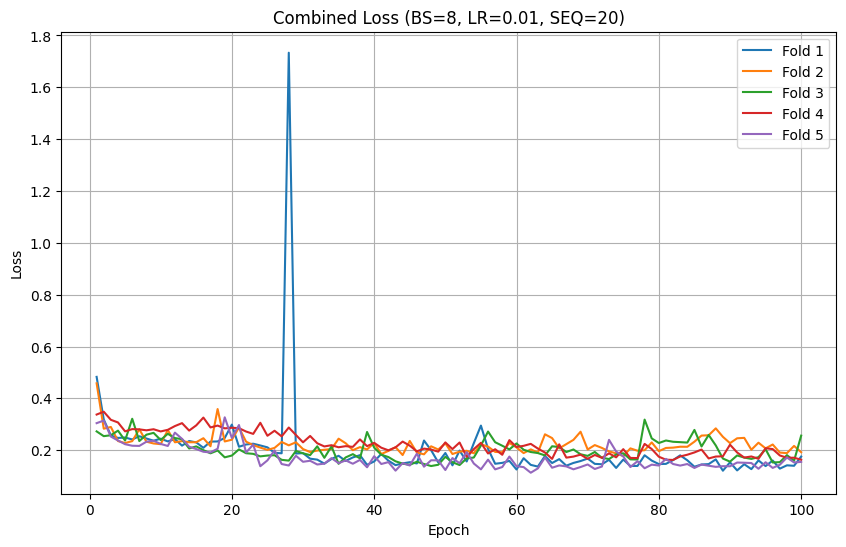 Combined Loss (BS=8, LR=0.01, SEQ=20)
Fold 1
Fold 2
Fold 3
Fold 4
Fold 5
Loss
1.8
1.6
1.4
1.2
1.0
0.8
0.6
0.4
0.2
0 20 40 60 80 100
Epoch